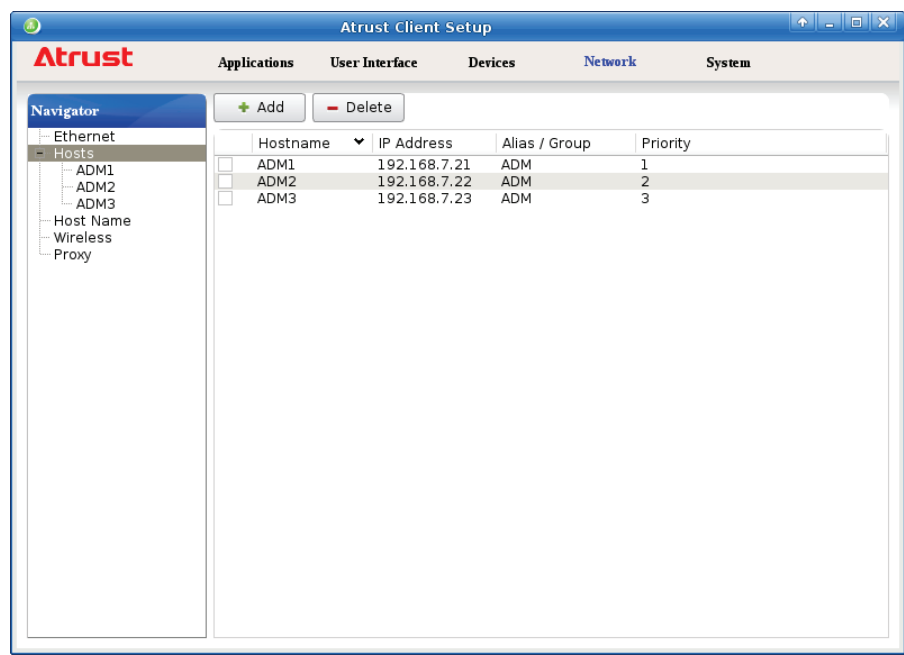 Atrust Client Setup
Atrust
Applications User Interface Devices Network System
Navigator
Ethernet
Hosts
ADM1
ADM2
ADM3
Host Name
Wireless
Proxy
Add Delete
Hostname IP Address Alias / Group Priority
ADM1 192.168.7.21 ADM 1
ADM2 192.168.7.22 ADM 2
ADM3 192.168.7.23 ADM 3